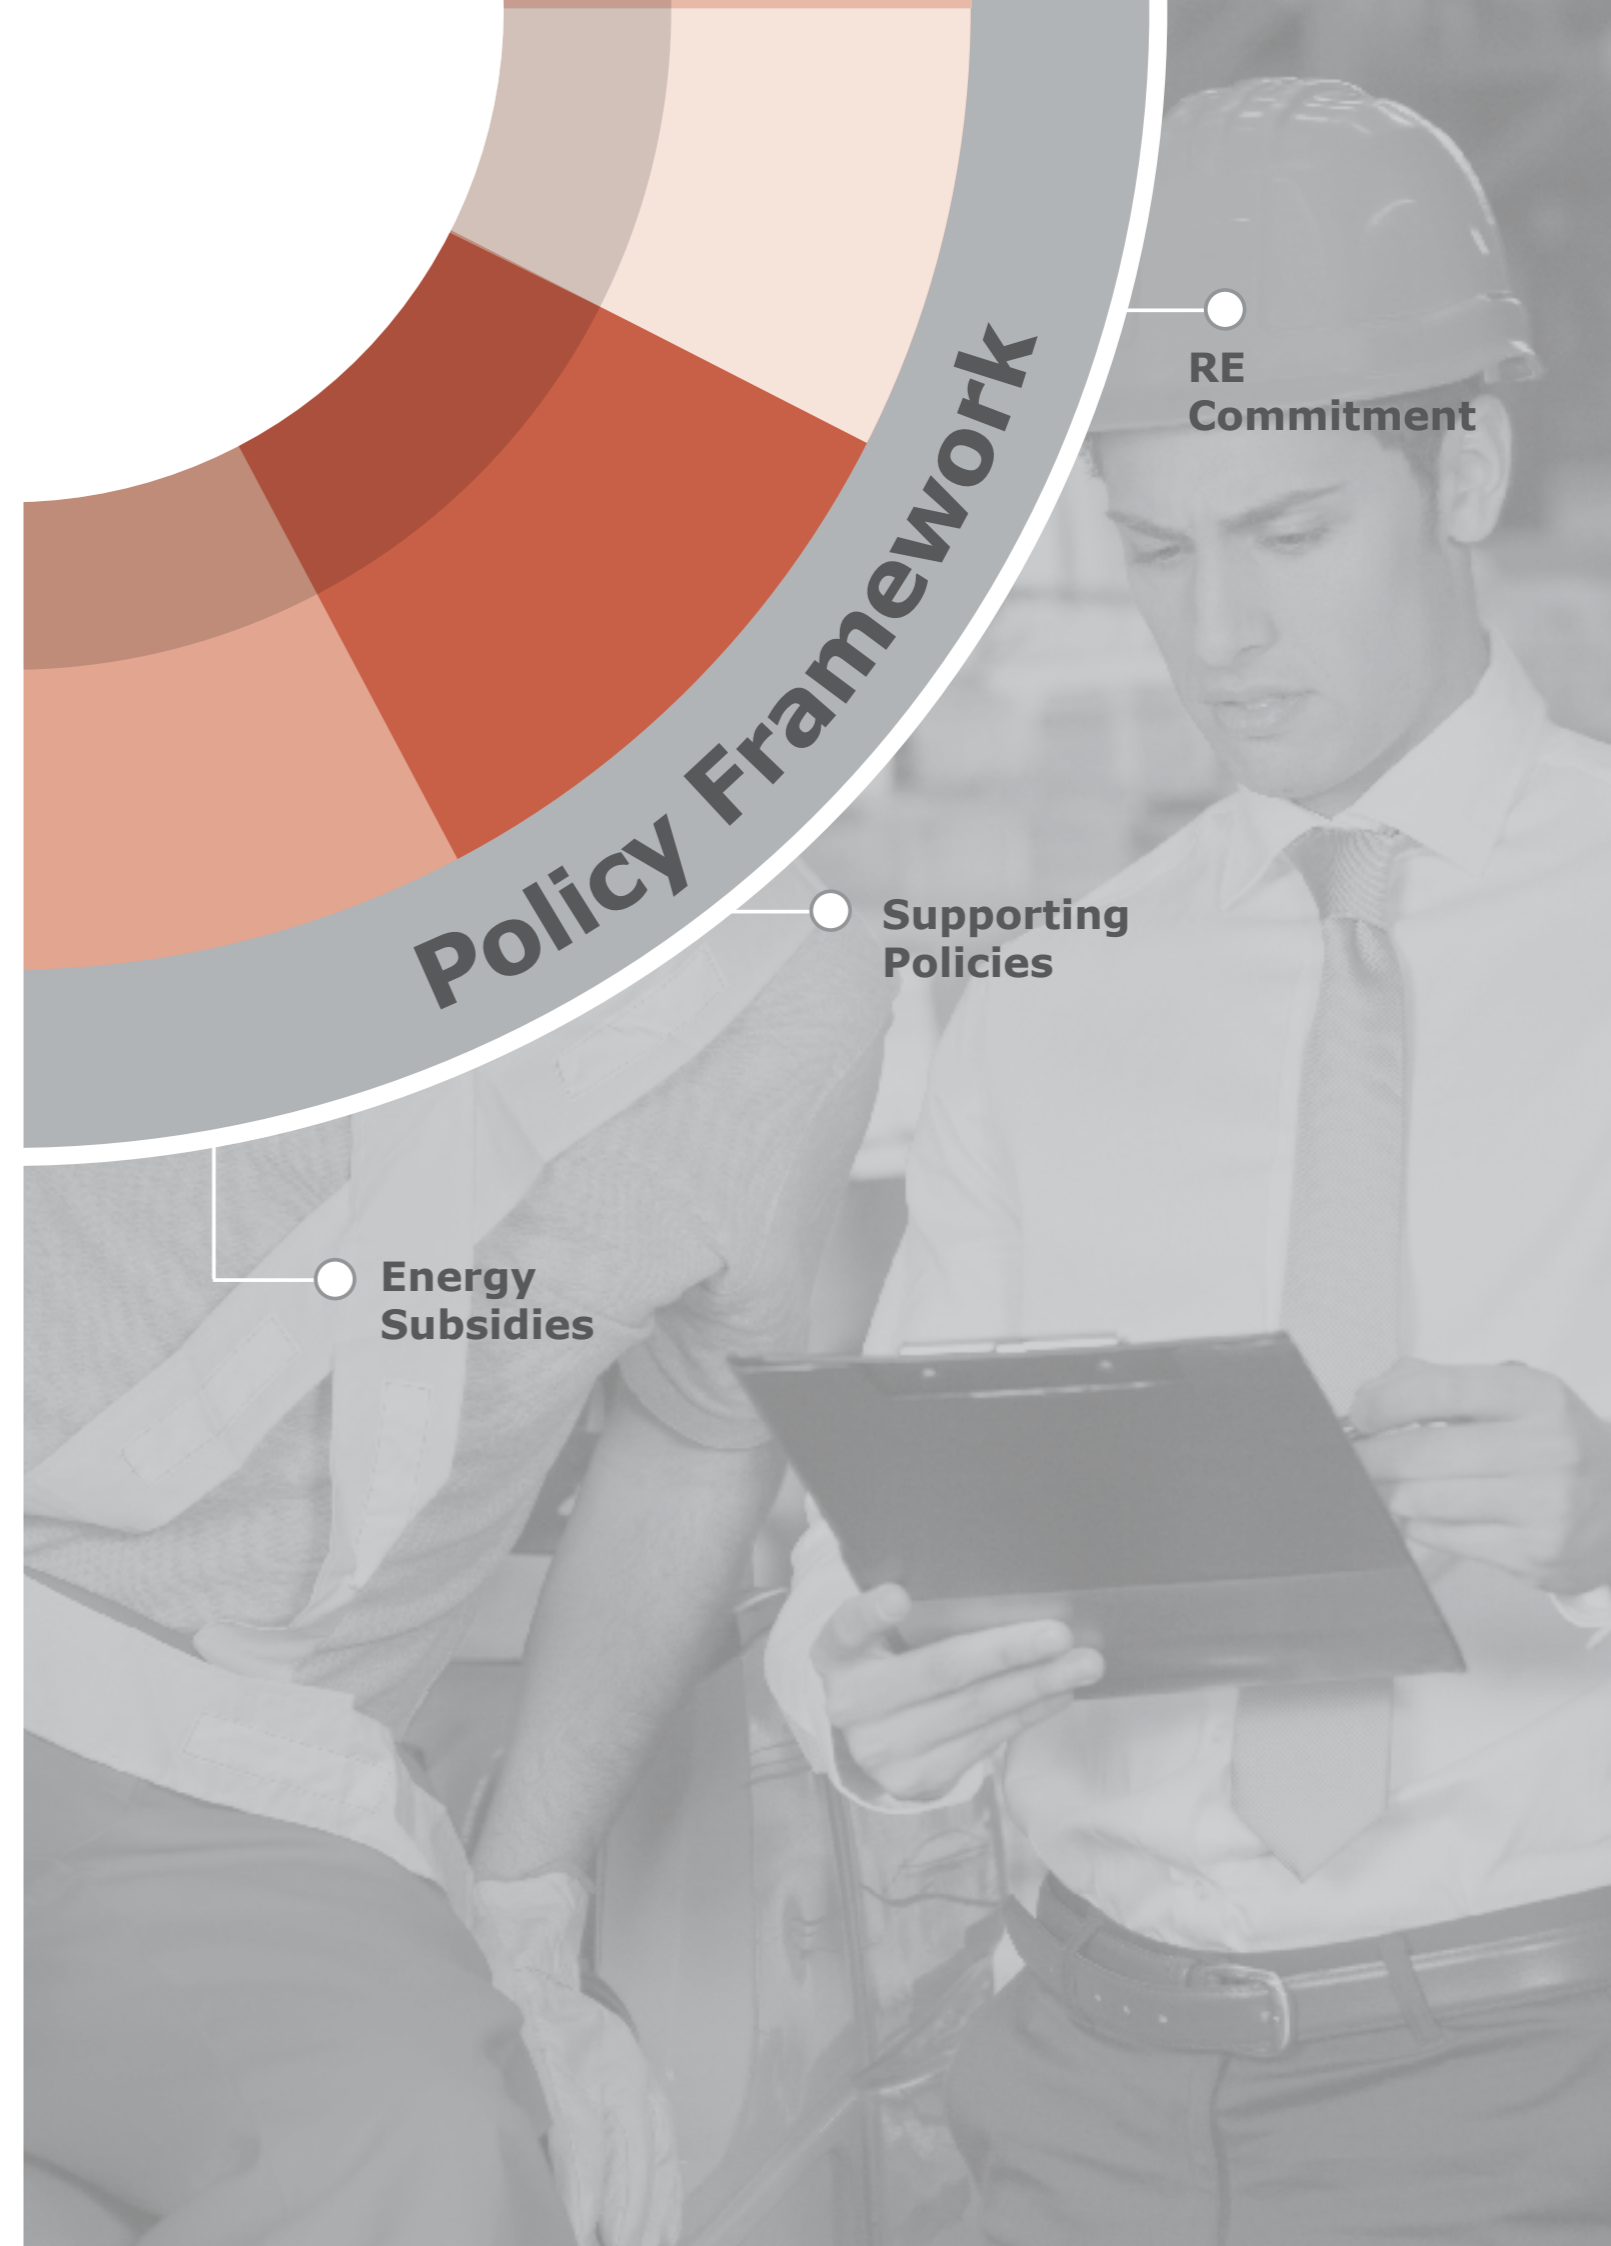 Policy Framework
RE
Commitment
Supporting
Policies
Energy
Subsidies